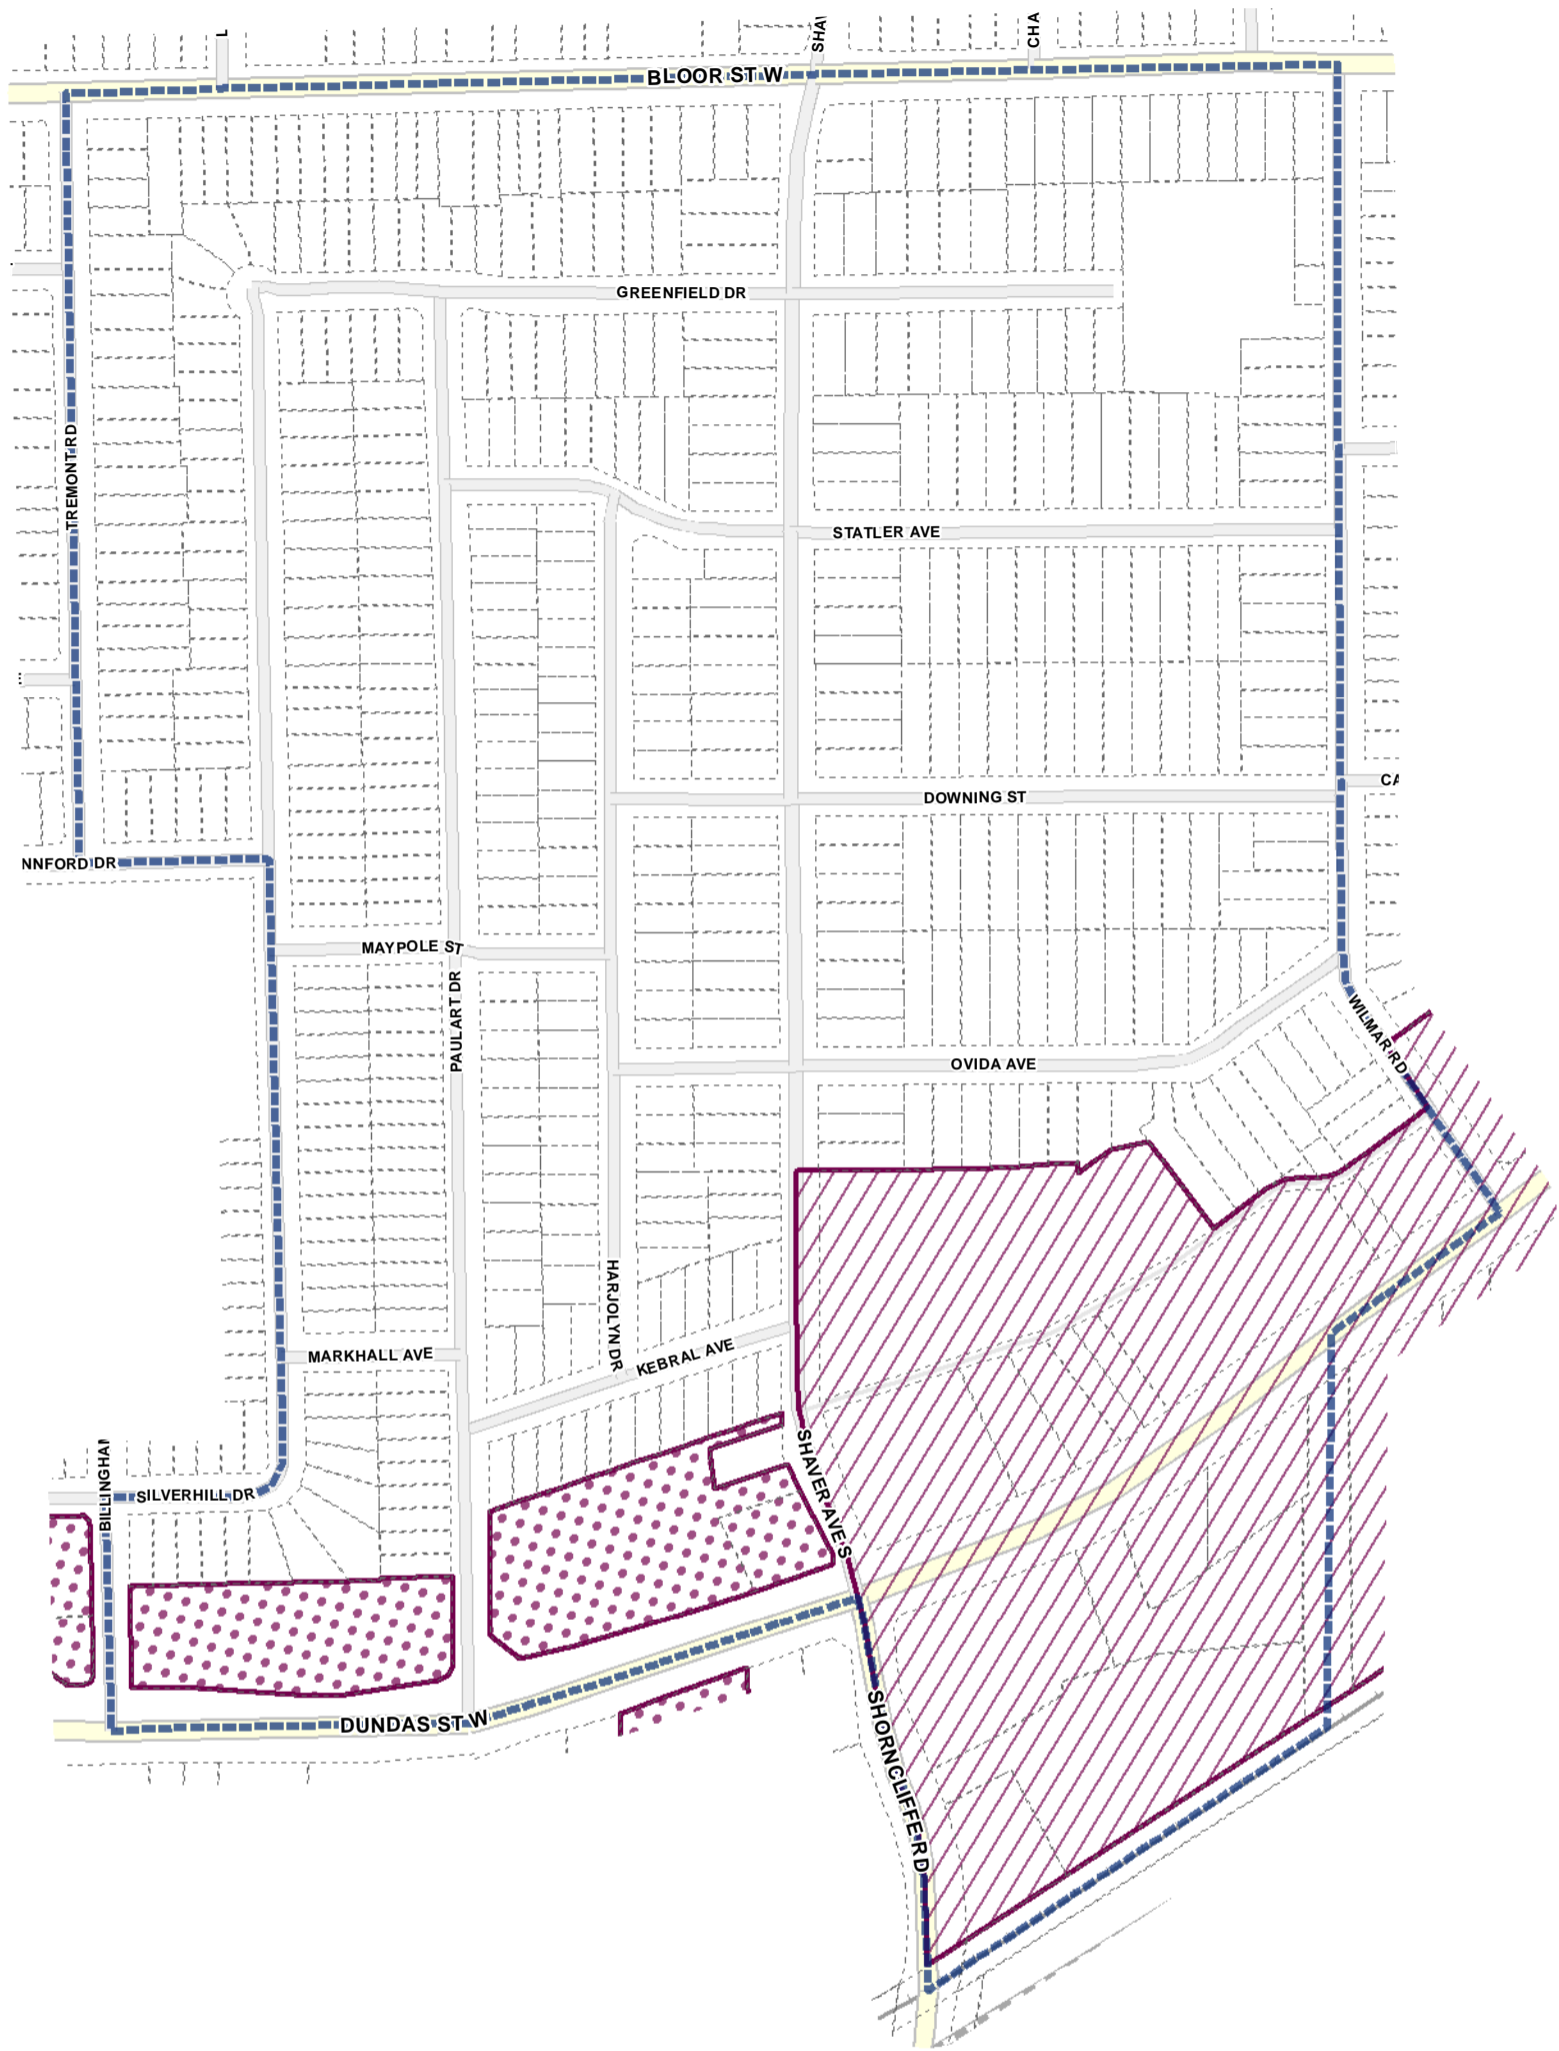 L
SHA
CHA
BLOOR ST W
GREENFIELD DR
TREMONT RD
STATLER AVE
CA
DOWNING ST
NNFORD DR
MAYPOLE ST
PAULART DR
WILMAR RD
OVIDA AVE
HARJOLYN DR
KEBRAL AVE
MARKHALL AVE
SHAVER AVE S
BILLINGHAM
SILVERHILL DR
DUNDAS ST W
SHORNCLIFFE RD